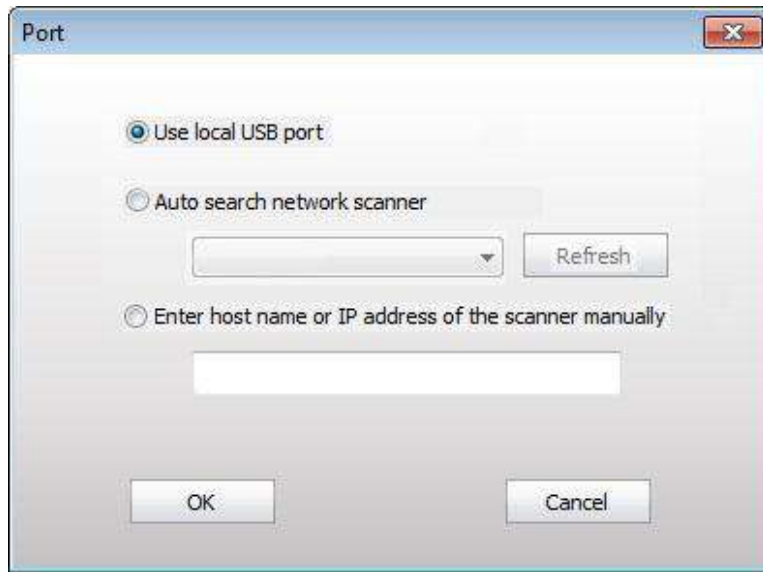 Port
Use local USB port
Auto search network scanner
Refresh
Enter host name or IP address of the scanner manually
OK
Cancel